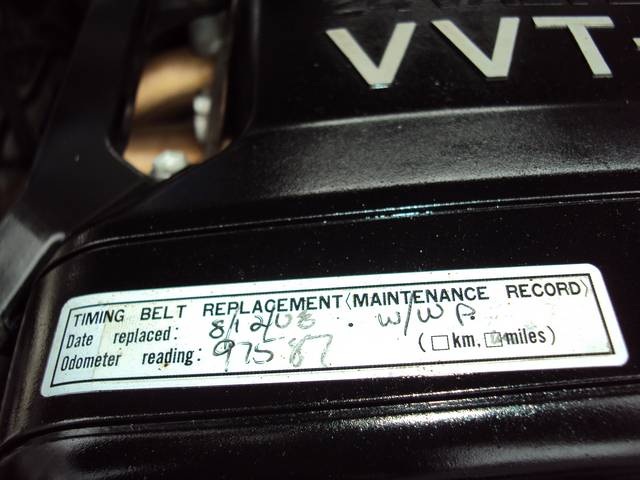 VVT-
TIMING BELT REPLACEMENT (MAINTENANCE RECORD)
Date replaced: 8/12/08 . W/WP.
Odometer reading: 97587 (□ km, □ miles)